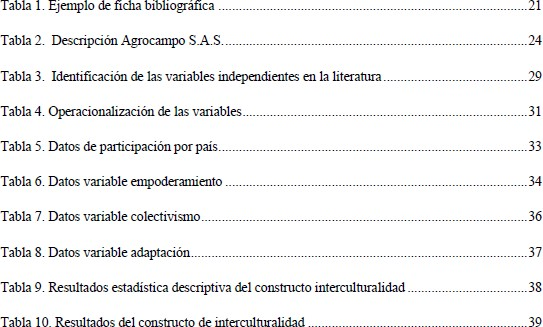 Tabla 1. Ejemplo de ficha bibliográfica ........................................................................................21
Tabla 2.  Descripción Agrocampo S.A.S.......................................................................................24
Tabla 3.  Identificación de las variables independientes en la literatura .........................................29
Tabla 4. Operacionalización de las variables.................................................................................31
Tabla 5. Datos de participación por país........................................................................................33
Tabla 6. Datos variable empoderamiento ......................................................................................34
Tabla 7. Datos variable colectivismo.............................................................................................36
Tabla 8. Datos variable adaptación................................................................................................37
Tabla 9. Resultados estadística descriptiva del constructo interculturalidad ..................................38
Tabla 10. Resultados del constructo de interculturalidad ...............................................................39